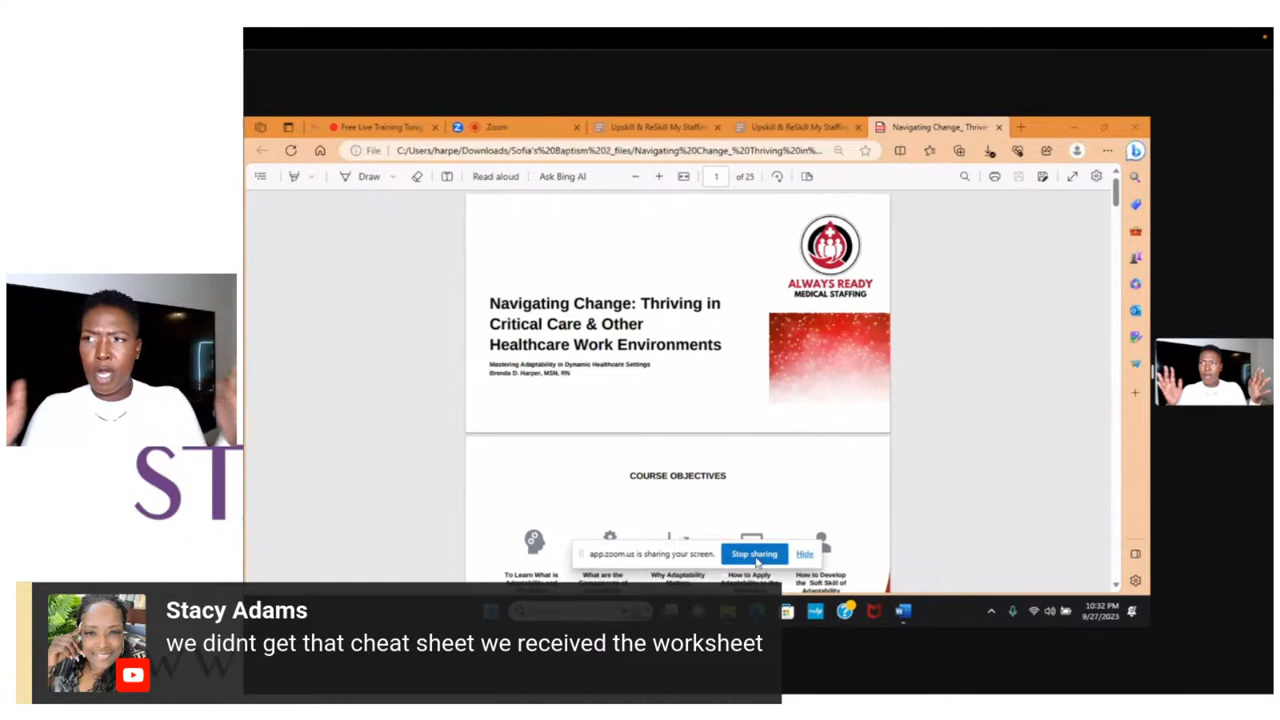 Free Live Training Tonig
Zoom
Upskill & ReSkill My Staffin
Upskill & ReSkill My Staffin
Navigating Change_ Thrivin
File
C:/Users/harpe/Downloads/Sofia's%20Baptism%202_files/Navigating%20Change_%20Thriving%20in%...
Draw
Read aloud
Ask Bing AI
1
of 25
ALWAYS READY
MEDICAL STAFFING
Navigating Change: Thriving in
Critical Care & Other
Healthcare Work Environments
Mastering Adaptability in Dynamic Healthcare Settings
Brenda D. Harper, MSN, RN
COURSE OBJECTIVES
app.zoom.us is sharing your screen.
Stop sharing
Hide
To Learn What is
What are the
Why Adaptability
How to Apply
How to Develop
the Soft Skill of
Adaptability
10:32 PM
9/27/2023
ST
Stacy Adams
we didnt get that cheat sheet we received the worksheet